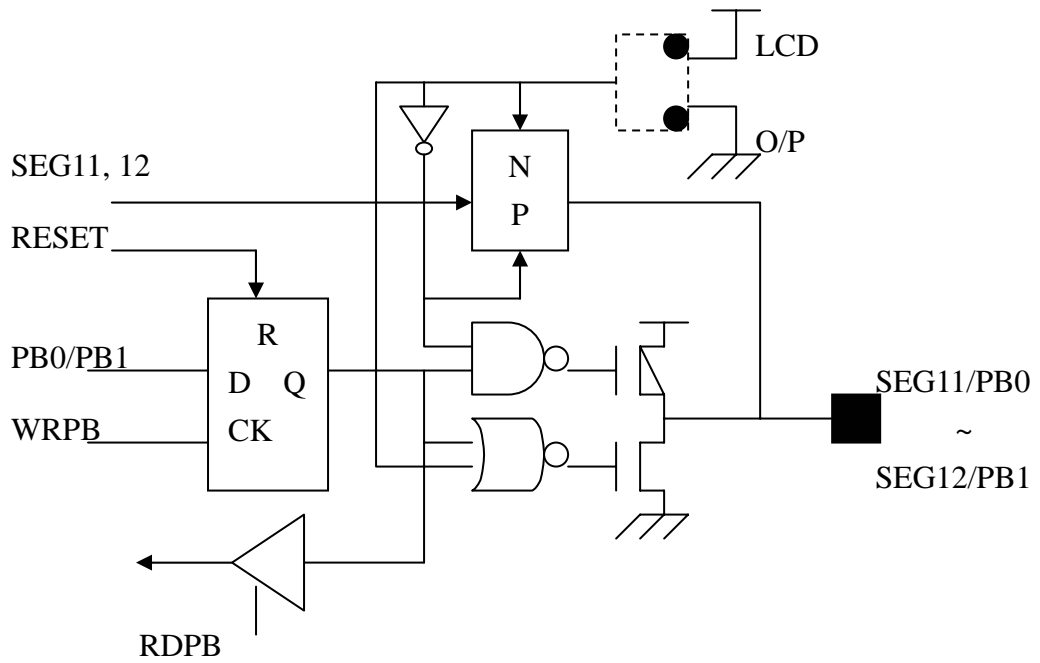 LCD
O/P
SEG11, 12
N
P
RESET
R
PB0/PB1
D Q
WRPB
CK
SEG11/PB0
~
SEG12/PB1
RDPB